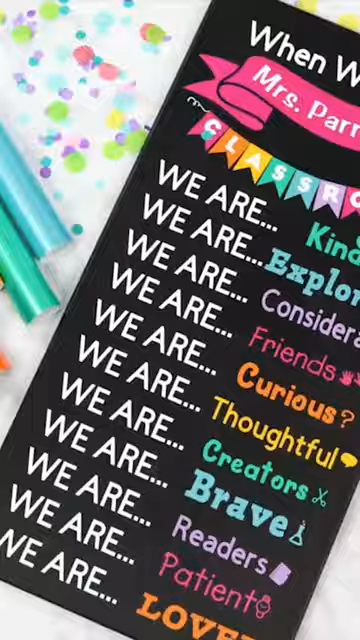 When W
Mrs. Parr
CLASSRO
WE ARE... Kind
WE ARE... Explor
WE ARE... Considera
WE ARE... Friends
WE ARE... Curious?
WE ARE... Thoughtful
WE ARE... Creators
WE ARE... Brave
WE ARE... Readers
WE ARE... Patient
WE ARE... LOVE